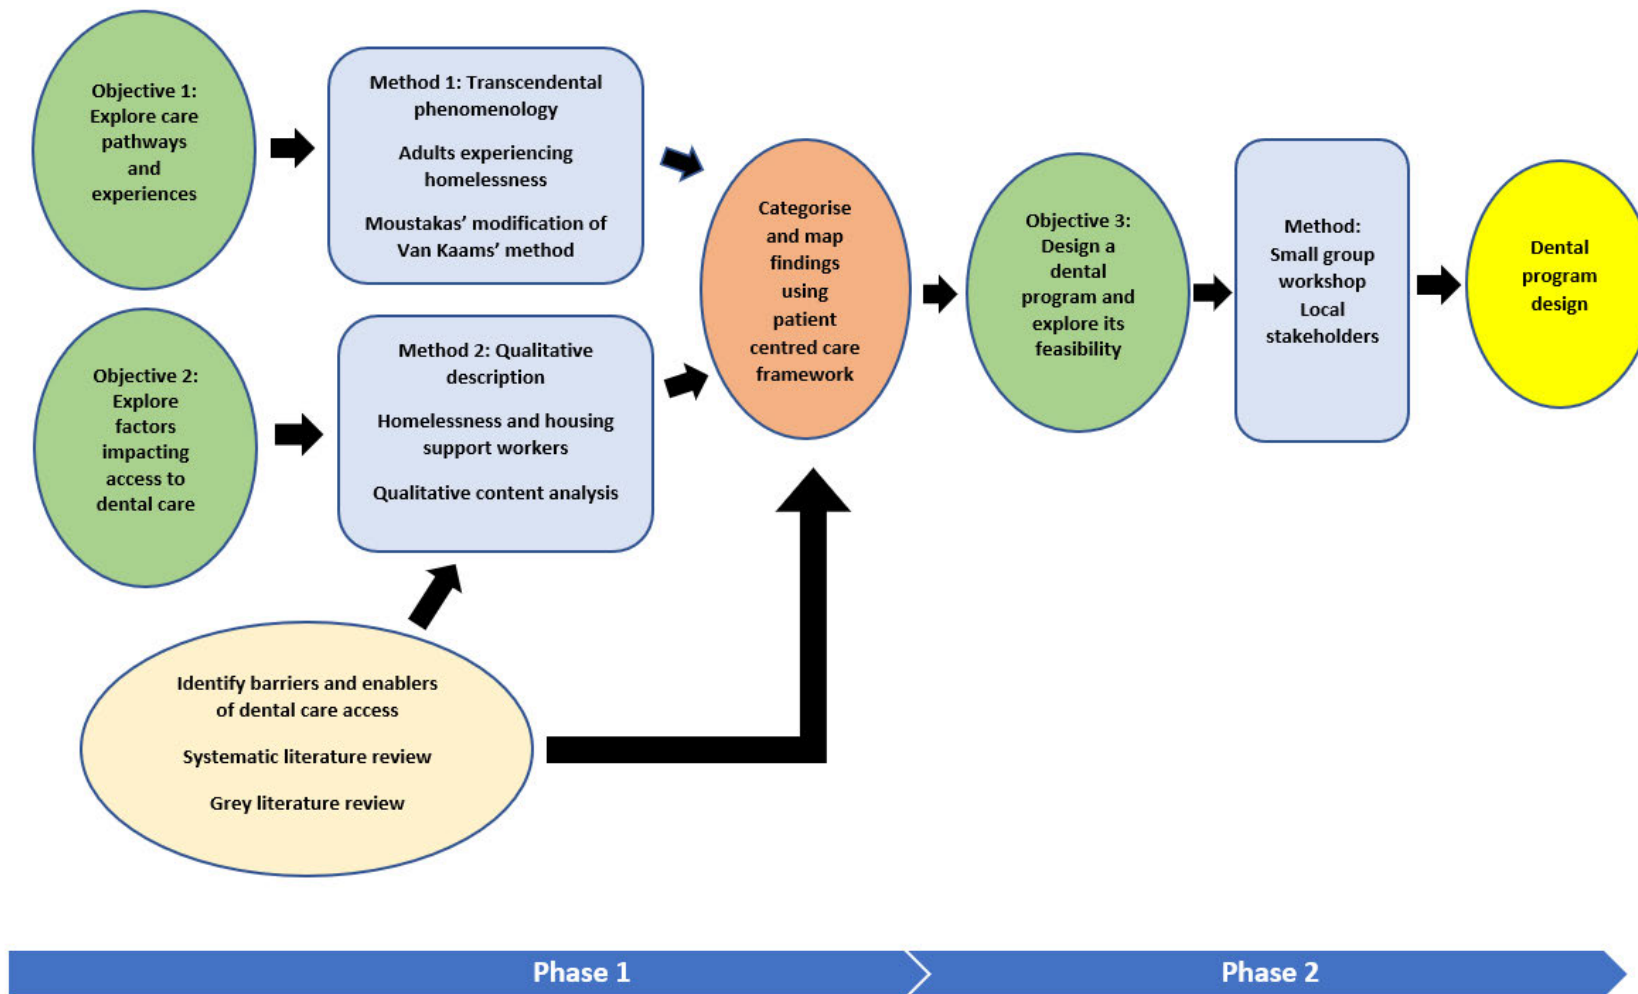 Objective 1:
Explore care
pathways
and
experiences
Method 1: Transcendental
phenomenology
Adults experiencing
homelessness
Moustakas’ modification of
Van Kaams’ method
Objective 2:
Explore
factors
impacting
access to
dental care
Method 2: Qualitative
description
Homelessness and housing
support workers
Qualitative content analysis
Identify barriers and enablers
of dental care access
Systematic literature review
Grey literature review
Categorise
and map
findings
using
patient
centred care
framework
Objective 3:
Design a
dental
program and
explore its
feasibility
Method:
Small group
workshop
Local
stakeholders
Dental
program
design
Phase 1
Phase 2